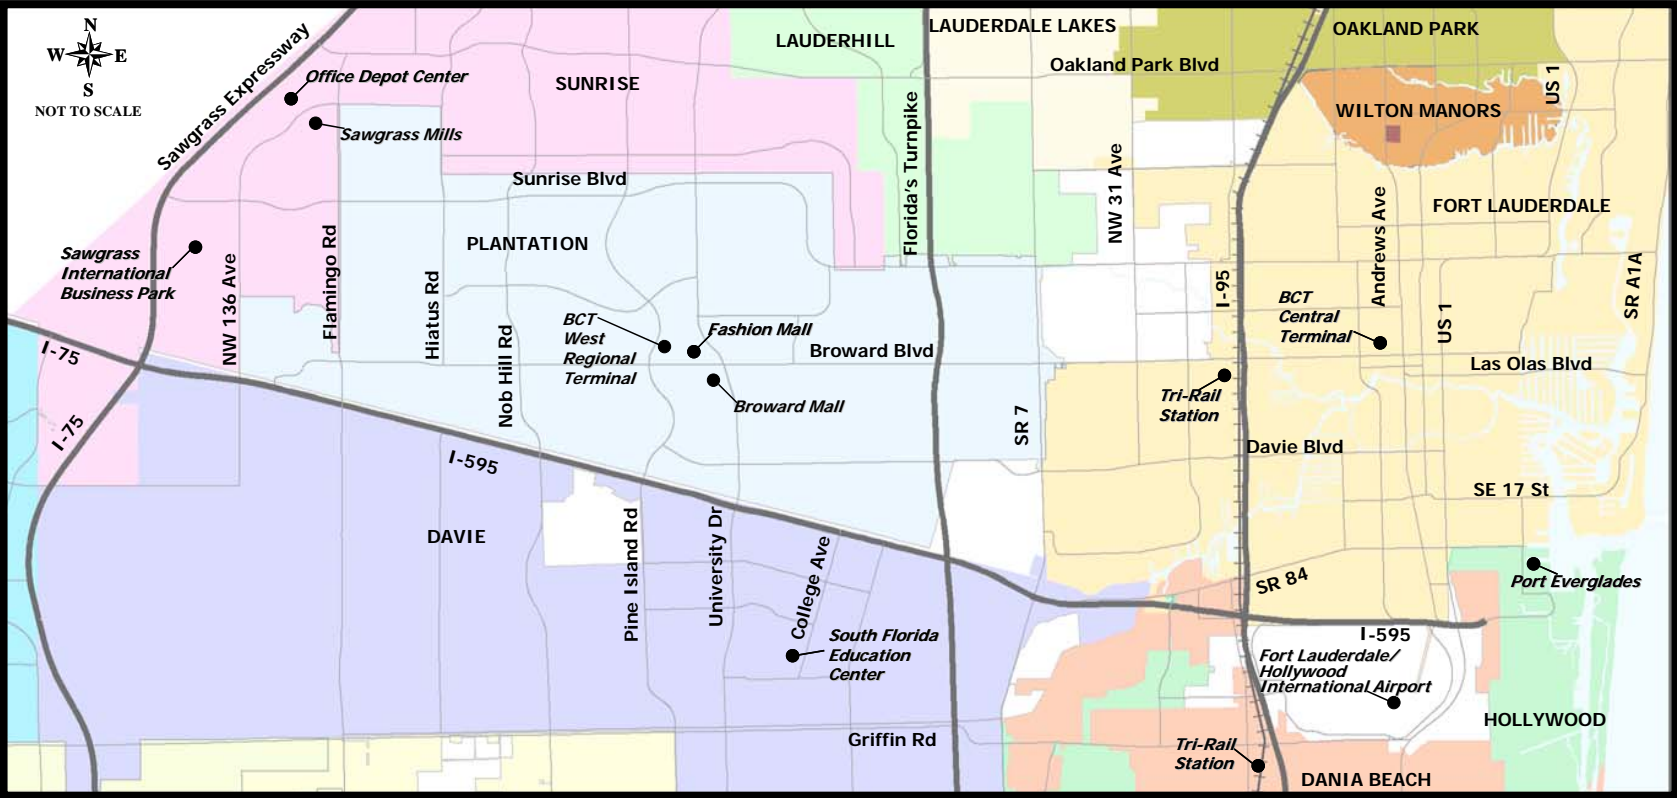 N
W E
S
NOT TO SCALE
Sawgrass Expressway
Office Depot Center
Sawgrass Mills
SUNRISE
LAUDERHILL
LAUDERDALE LAKES
Oakland Park Blvd
OAKLAND PARK
WILTON MANORS
US 1
Florida's Turnpike
NW 31 Ave
Sunrise Blvd
PLANTATION
FORT LAUDERDALE
Andrews Ave
SR A1A
Sawgrass
International
Business Park
NW 136 Ave
Flamingo Rd
Hiatus Rd
Nob Hill Rd
BCT
West
Regional
Terminal
Fashion Mall
Broward Blvd
Broward Mall
I-95
BCT
Central
Terminal
US 1
Las Olas Blvd
I-75
I-75
Tri-Rail
Station
SR 7
Davie Blvd
I-595
SE 17 St
DAVIE
Pine Island Rd
University Dr
College Ave
SR 84
Port Everglades
South Florida
Education
Center
I-595
Fort Lauderdale/
Hollywood
International Airport
HOLLYWOOD
Griffin Rd
Tri-Rail
Station
DANIA BEACH